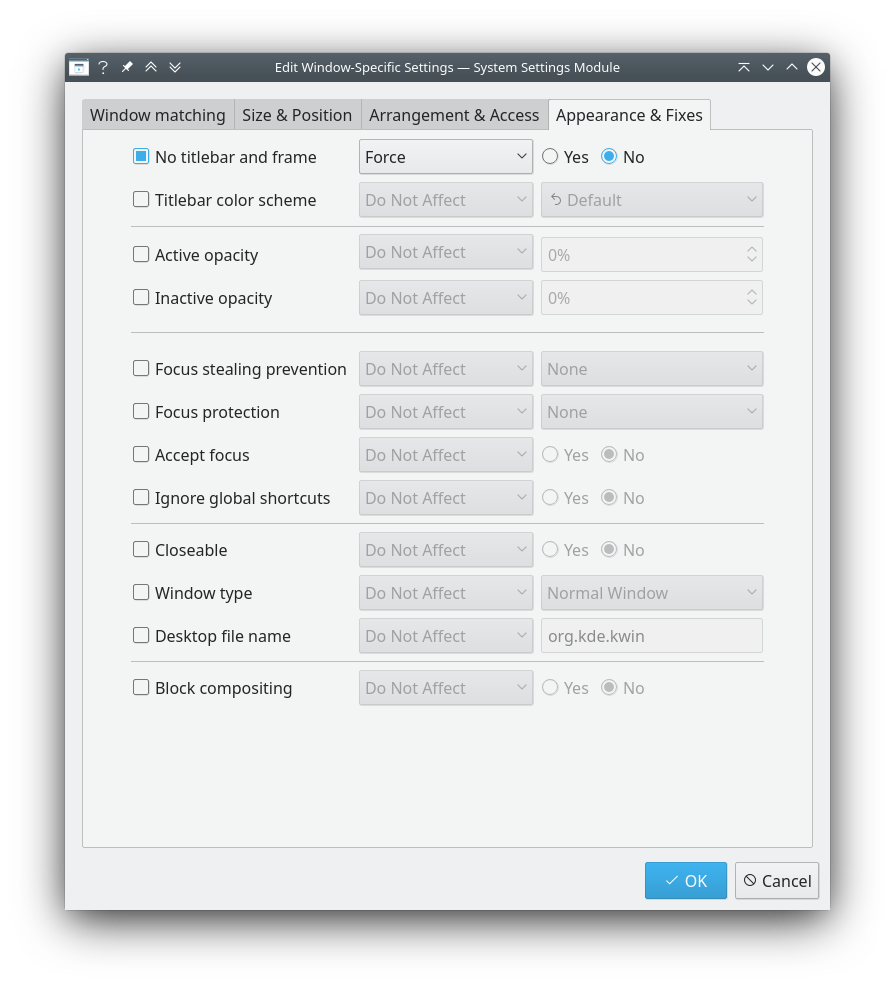 Edit Window-Specific Settings — System Settings Module
Window matching Size & Position Arrangement & Access Appearance & Fixes
No titlebar and frame Force Yes No
Titlebar color scheme Do Not Affect Default
Active opacity Do Not Affect 0%
Inactive opacity Do Not Affect 0%
Focus stealing prevention Do Not Affect None
Focus protection Do Not Affect None
Accept focus Do Not Affect Yes No
Ignore global shortcuts Do Not Affect Yes No
Closeable Do Not Affect Yes No
Window type Do Not Affect Normal Window
Desktop file name Do Not Affect org.kde.kwin
Block compositing Do Not Affect Yes No
OK Cancel